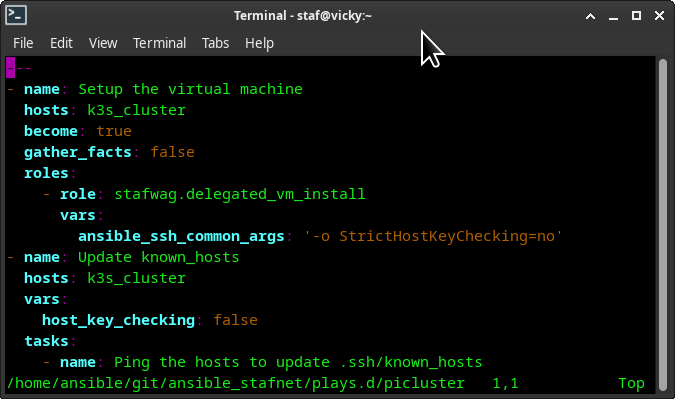 Terminal - staf@vicky:~
File Edit View Terminal Tabs Help
---
- name: Setup the virtual machine
  hosts: k3s_cluster
  become: true
  gather_facts: false
  roles:
    - role: stafwag.delegated_vm_install
      vars:
        ansible_ssh_common_args: '-o StrictHostKeyChecking=no'
- name: Update known_hosts
  hosts: k3s_cluster
  vars:
    host_key_checking: false
  tasks:
    - name: Ping the hosts to update .ssh/known_hosts
/home/ansible/git/ansible_stafnet/plays.d/picluster 1,1 Top